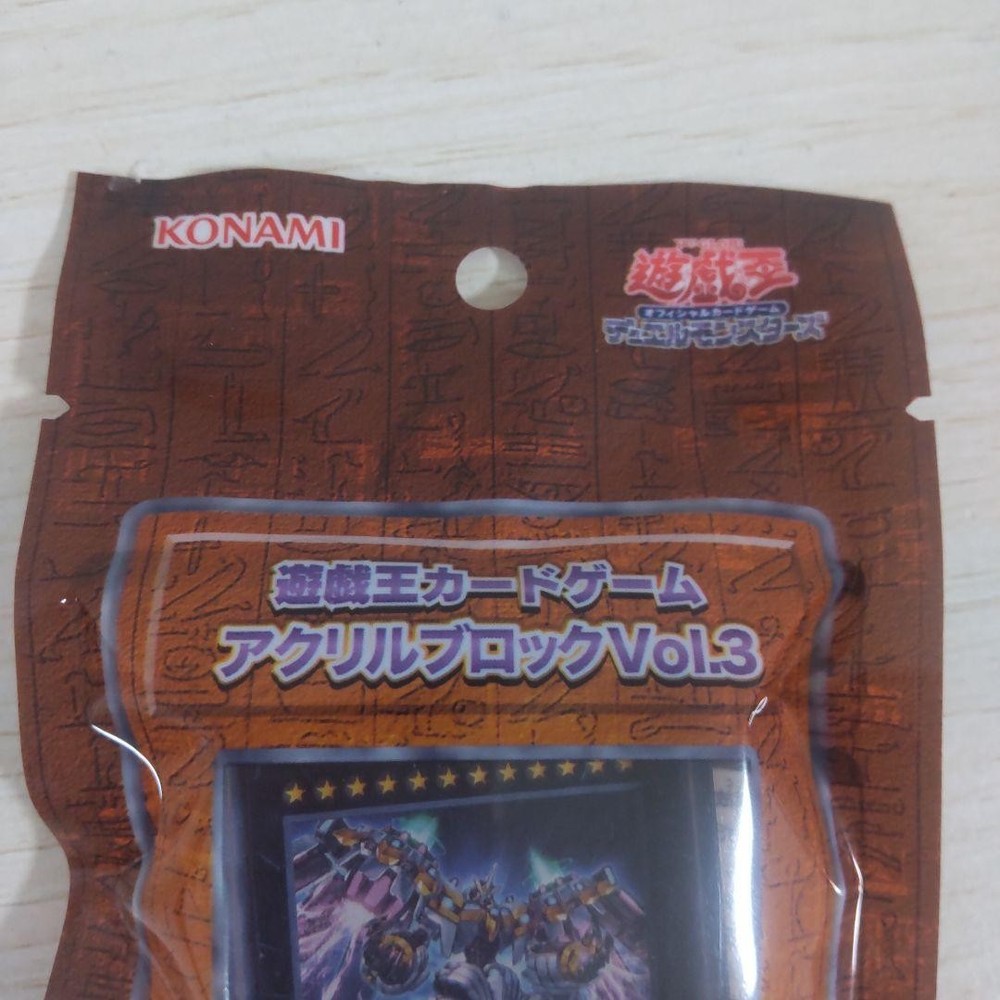 KONAMI
遊戯王
オフィシャルカードゲーム
デュエルモンスターズ
遊戯王カードゲーム
アクリルブロックVol.3